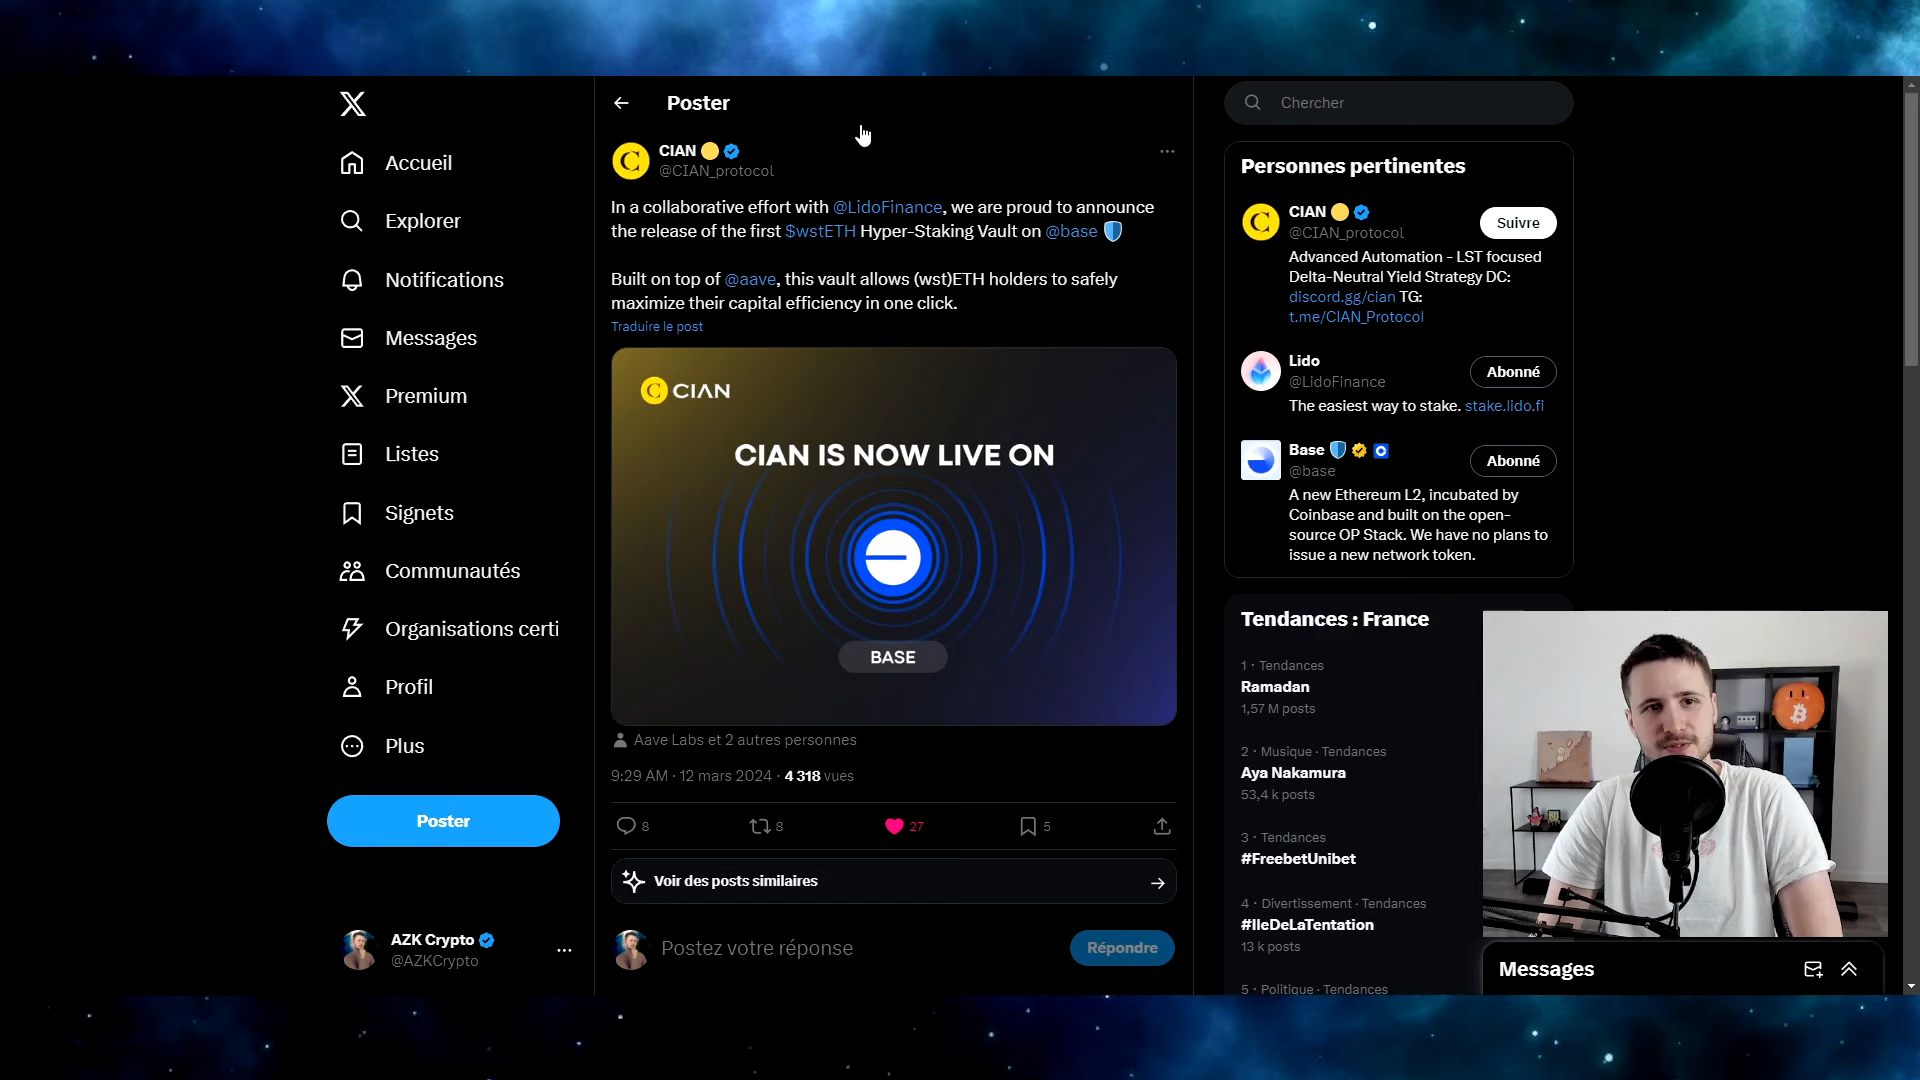 Accueil
Explorer
Notifications
Messages
Premium
Listes
Signets
Communautés
Organisations certi
Profil
Plus
Poster
AZK Crypto
@AZKCrypto
Poster
CIAN
@CIAN_protocol
In a collaborative effort with @LidoFinance, we are proud to announce
the release of the first $wstETH Hyper-Staking Vault on @base
Built on top of @aave, this vault allows (wst)ETH holders to safely
maximize their capital efficiency in one click.
Traduire le post
CIAN
CIAN IS NOW LIVE ON
BASE
Aave Labs et 2 autres personnes
9:29 AM · 12 mars 2024 · 4 318 vues
8
8
27
5
Voir des posts similaires
Postez votre réponse
Répondre
Chercher
Personnes pertinentes
CIAN
@CIAN_protocol
Suivre
Advanced Automation - LST focused
Delta-Neutral Yield Strategy DC:
discord.gg/cian TG:
t.me/CIAN_Protocol
Lido
@LidoFinance
Abonné
The easiest way to stake. stake.lido.fi
Base
@base
Abonné
A new Ethereum L2, incubated by
Coinbase and built on the open-
source OP Stack. We have no plans to
issue a new network token.
Tendances : France
1 · Tendances
Ramadan
1,57 M posts
2 · Musique · Tendances
Aya Nakamura
53,4 k posts
3 · Tendances
#FreebetUnibet
4 · Divertissement · Tendances
#IleDeLaTentation
13 k posts
5 · Politique · Tendances
Messages